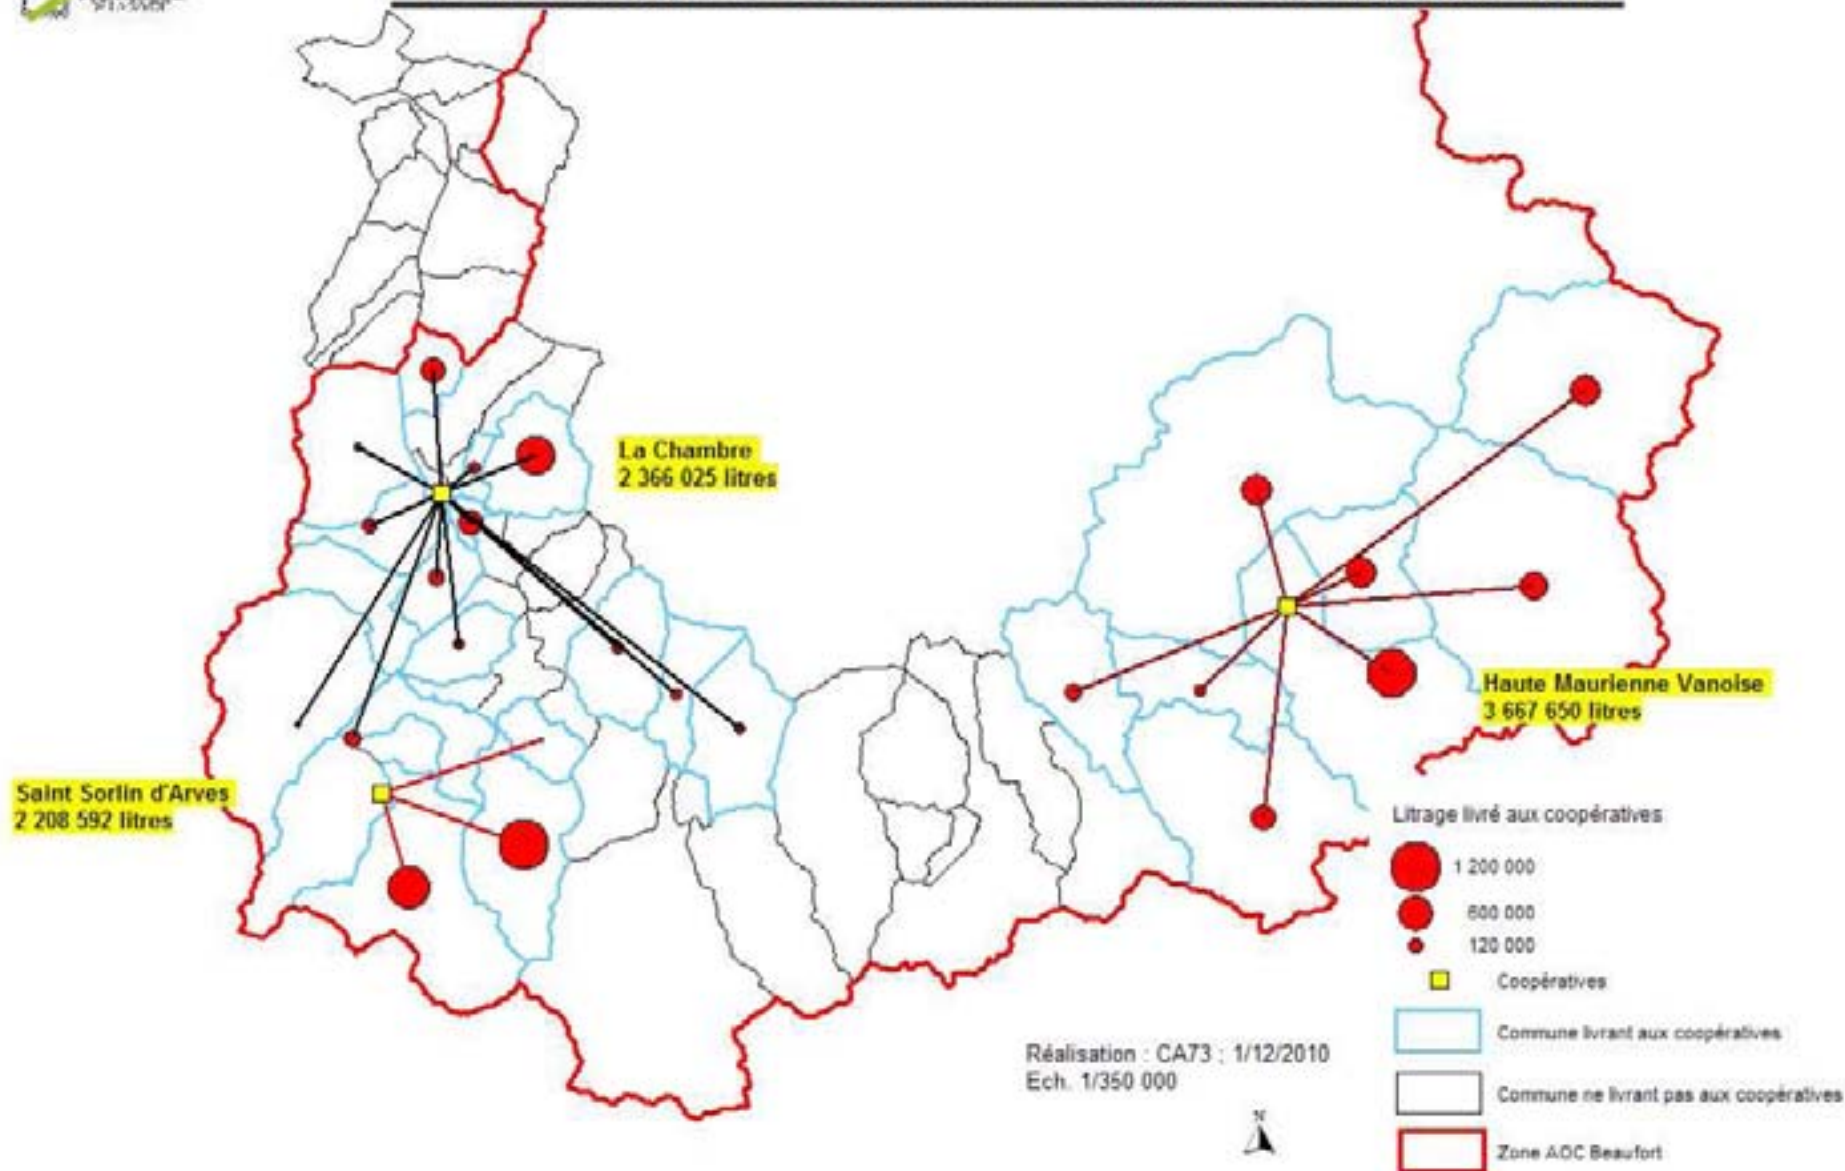 La Chambre
2 366 025 litres
Haute Maurienne Vanoise
3 667 650 litres
Saint Sorlin d'Arves
2 208 592 litres
Litrage livré aux coopératives
1 200 000
600 000
120 000
Coopératives
Commune livrant aux coopératives
Commune ne livrant pas aux coopératives
Zone AOC Beaufort
Réalisation : CA73 ; 1/12/2010
Ech. 1/350 000
N